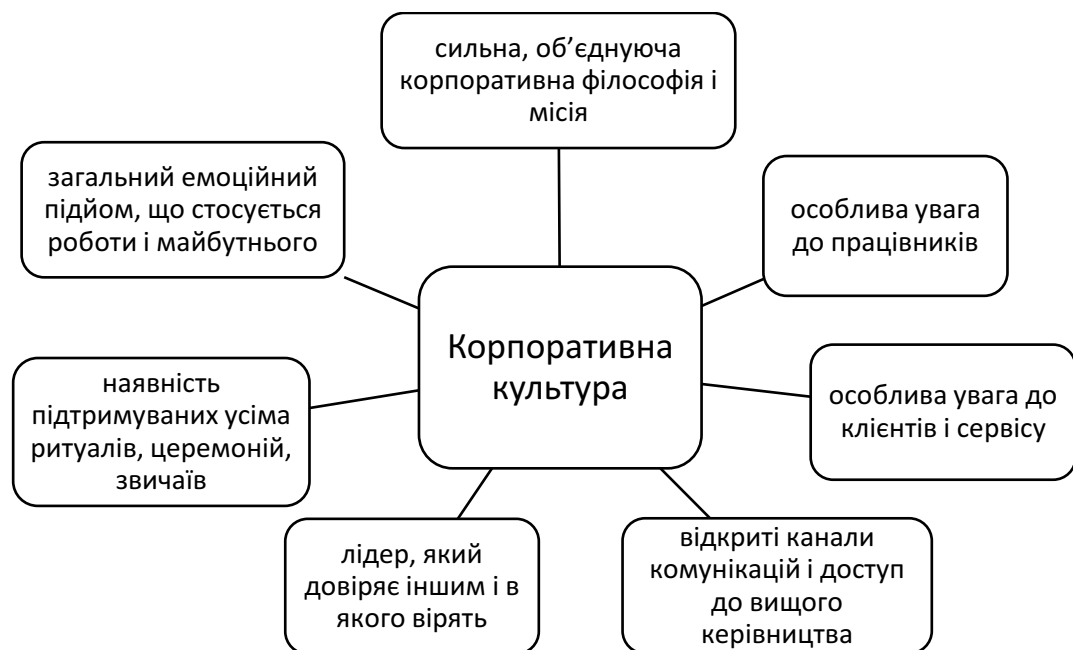 сильна, об’єднуюча
корпоративна філософія і
місія
загальний емоційний
підйом, що стосується
роботи і майбутнього
особлива увага
до працівників
Корпоративна
культура
наявність
підтримуваних усіма
ритуалів, церемоній,
звичаїв
особлива увага до
клієнтів і сервісу
лідер, який
довіряє іншим і в
якого вірять
відкриті канали
комунікацій і доступ
до вищого
керівництва